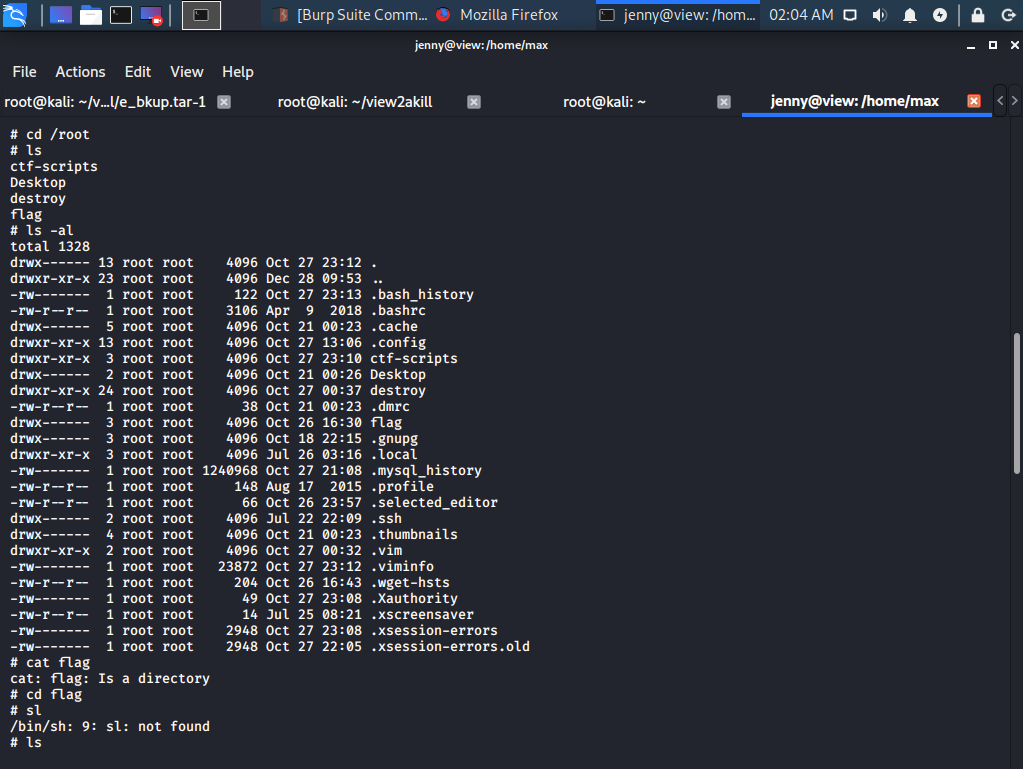 [Burp Suite Comm... Mozilla Firefox jenny@view: /hom... 02:04 AM
jenny@view: /home/max
File Actions Edit View Help
root@kali: ~/v...l/e_bkup.tar-1 root@kali: ~/view2akill root@kali: ~ jenny@view: /home/max
# cd /root
# ls
ctf-scripts
Desktop
destroy
flag
# ls -al
total 1328
drwx------ 13 root root    4096 Oct 27 23:12 .
drwxr-xr-x 23 root root    4096 Dec 28 09:53 ..
-rw-------  1 root root     122 Oct 27 23:13 .bash_history
-rw-r--r--  1 root root    3106 Apr  9  2018 .bashrc
drwx------  5 root root    4096 Oct 21 00:23 .cache
drwxr-xr-x 13 root root    4096 Oct 27 13:06 .config
drwxr-xr-x  3 root root    4096 Oct 27 23:10 ctf-scripts
drwx------  2 root root    4096 Oct 21 00:26 Desktop
drwxr-xr-x 24 root root    4096 Oct 27 00:37 destroy
-rw-r--r--  1 root root      38 Oct 21 00:23 .dmrc
drwx------  3 root root    4096 Oct 26 16:30 flag
drwx------  3 root root    4096 Oct 18 22:15 .gnupg
drwxr-xr-x  3 root root    4096 Jul 26 03:16 .local
-rw-------  1 root root 1240968 Oct 27 21:08 .mysql_history
-rw-r--r--  1 root root     148 Aug 17  2015 .profile
-rw-r--r--  1 root root      66 Oct 26 23:57 .selected_editor
drwx------  2 root root    4096 Jul 22 22:09 .ssh
drwx------  4 root root    4096 Oct 21 00:23 .thumbnails
drwxr-xr-x  2 root root    4096 Oct 27 00:32 .vim
-rw-------  1 root root   23872 Oct 27 23:12 .viminfo
-rw-r--r--  1 root root     204 Oct 26 16:43 .wget-hsts
-rw-------  1 root root      49 Oct 27 23:08 .Xauthority
-rw-r--r--  1 root root      14 Jul 25 08:21 .xscreensaver
-rw-------  1 root root    2948 Oct 27 23:08 .xsession-errors
-rw-------  1 root root    2948 Oct 27 22:05 .xsession-errors.old
# cat flag
cat: flag: Is a directory
# cd flag
# sl
/bin/sh: 9: sl: not found
# ls